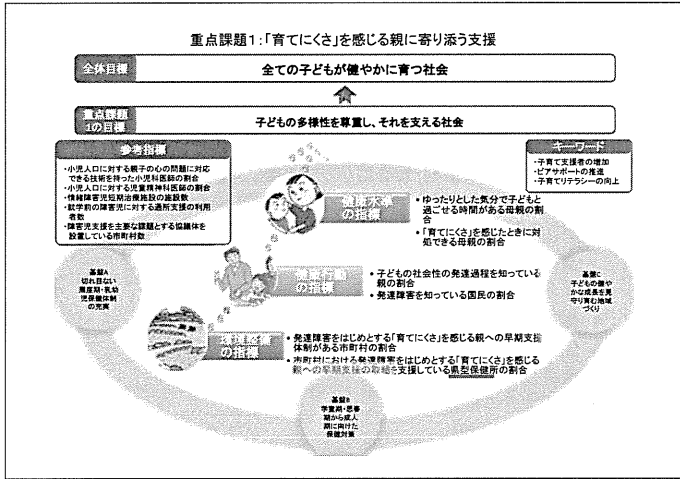 重点課題1:「育てにくさ」を感じる親に寄り添う支援
全体目標
全ての子どもが健やかに育つ社会
重点課題
1の目標
子どもの多様性を尊重し、それを支える社会
参考指標
・小児人口に対する親子の心の問題に対応
できる技術を持った小児科医師の割合
・小児人口に対する児童精神科医師の割合
・情緒障害児短期治療施設の施設数
・就学前の障害児に対する通所支援の利用
者数
・障害児支援を主要な課題とする協議体を
設置している市町村数
キーワード
・子育て支援者の増加
・ピアサポートの推進
・子育てリテラシーの向上
健康水準
の指標
・ゆったりとした気分で子どもと
過ごせる時間がある母親の割
合
・「育てにくさ」を感じたときに対
処できる母親の割合
健康行動
の指標
・子どもの社会性の発達過程を知っている
親の割合
・発達障害を知っている国民の割合
環境整備
の指標
・発達障害をはじめとする「育てにくさ」を感じる親への早期支援
体制がある市町村の割合
・市町村における発達障害をはじめとする「育てにくさ」を感じる
親への早期支援の取組を支援している県型保健所の割合
基盤A
切れ目ない
周産期・乳幼
児保健体制
の充実
基盤C
子どもの健や
かな成長を見
守り育む地域
づくり
基盤B
学童期・思春
期から成人
期に向けた
保健対策